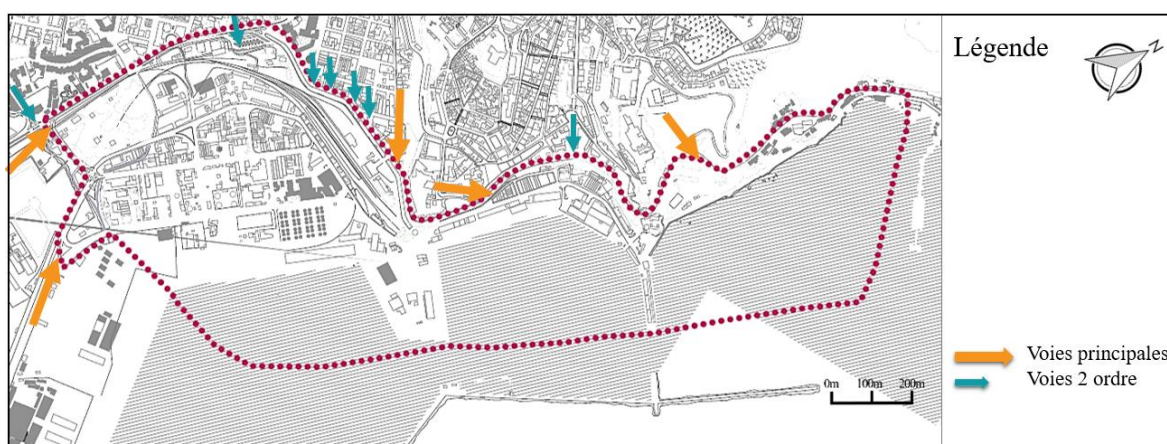 Légende
N
Voies principales
Voies 2 ordre
0m 100m 200m